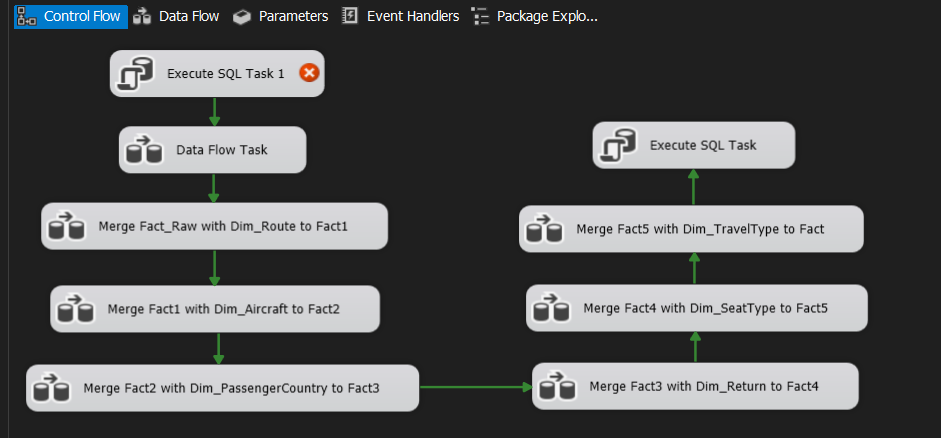 Control Flow
Data Flow
Parameters
Event Handlers
Package Explo...
Execute SQL Task 1
Data Flow Task
Merge Fact_Raw with Dim_Route to Fact1
Merge Fact1 with Dim_Aircraft to Fact2
Merge Fact2 with Dim_PassengerCountry to Fact3
Merge Fact3 with Dim_Return to Fact4
Merge Fact4 with Dim_SeatType to Fact5
Merge Fact5 with Dim_TravelType to Fact
Execute SQL Task